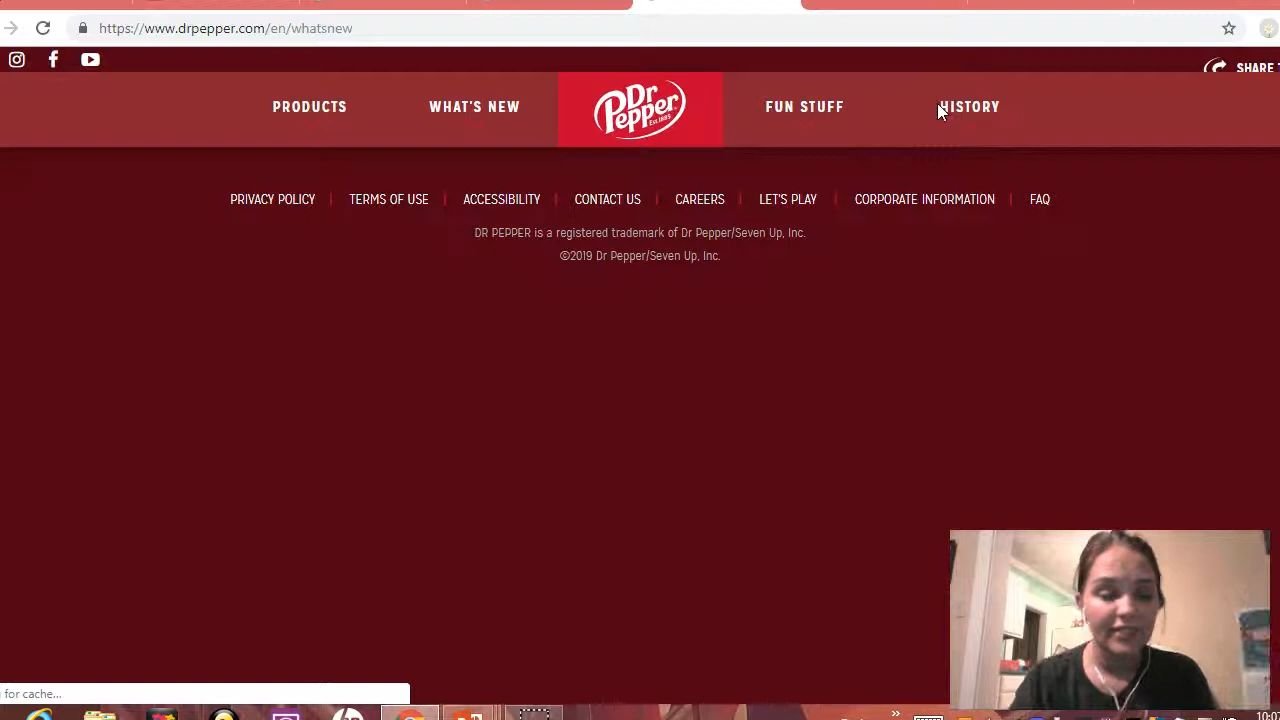 https://www.drpepper.com/en/whatsnew
SHARE
PRODUCTS WHAT'S NEW Dr Pepper EST. 1885 FUN STUFF HISTORY
PRIVACY POLICY TERMS OF USE ACCESSIBILITY CONTACT US CAREERS LET'S PLAY CORPORATE INFORMATION FAQ
DR PEPPER is a registered trademark of Dr Pepper/Seven Up, Inc.
©2019 Dr Pepper/Seven Up, Inc.
for cache...